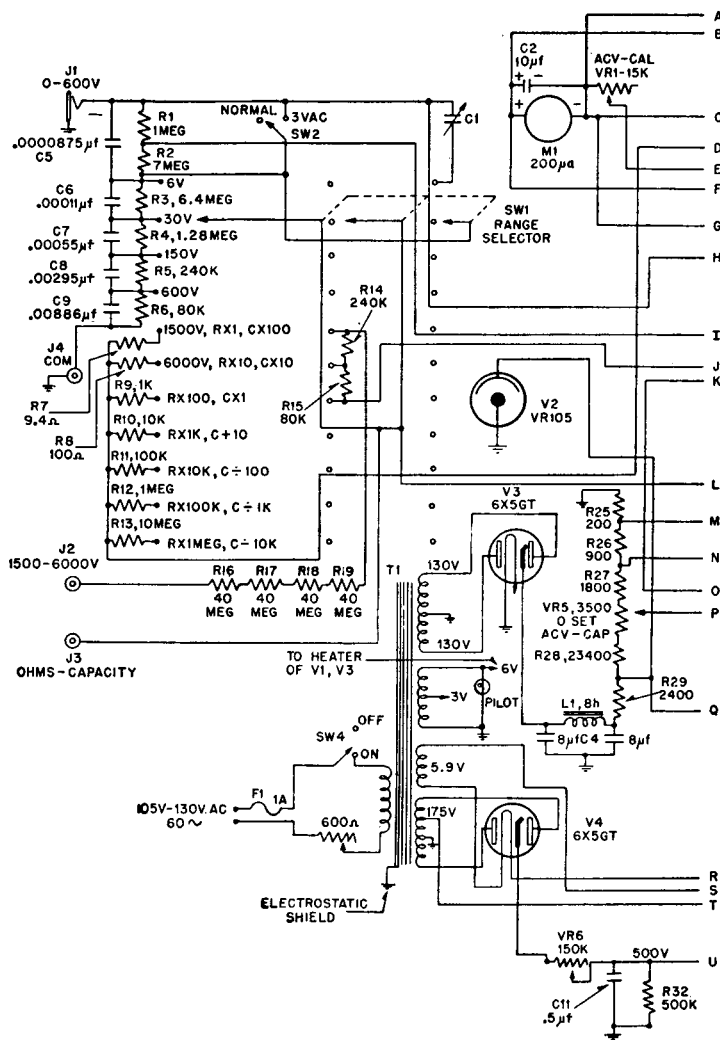 A
B
C2
10µf
+ −
ACV-CAL
VR1-15K
J1
0-600V
−
R1
1MEG
NORMAL
3VAC
SW2
C1
+ −
M1
200µa
C
.0000875µf
C5
R2
7MEG
D
E
F
6V
C6
.00011µf
R3, 6.4MEG
30V
SW1
RANGE
SELECTOR
G
C7
.00055µf
R4, 1.28MEG
150V
H
C8
.00295µf
R5, 240K
600V
R14
240K
C9
.00886µf
R6, 80K
1500V, RX1, CX100
I
J4
COM
6000V, RX10, CX10
J
K
R7
9.4Ω
R9, 1K
RX100, CX1
R15
80K
V2
VR105
R8
100Ω
R10, 10K
RX1K, C÷10
R11, 100K
RX10K, C÷100
R12, 1MEG
RX100K, C÷1K
L
V3
6X5GT
R25
200
M
R13, 10MEG
RX1MEG, C÷10K
R26
900
N
J2
1500-6000V
R16 R17 R18 R19
40 MEG
40 MEG
40 MEG
40 MEG
T1
130V
R27
1800
O
VR5, 3500
O SET
ACV-CAP
P
J3
OHMS-CAPACITY
130V
TO HEATER
OF V1, V3
6V
R28, 23400
3V
PILOT
R29
2400
L1, 8h
Q
OFF
SW4
ON
8µf C4
8µf
5.9V
F1
1A
105V-130V. AC
60 ~
600Ω
175V
V4
6X5GT
R
S
T
ELECTROSTATIC
SHIELD
VR6
150K
500V
U
C11
.5µf
R32
500K